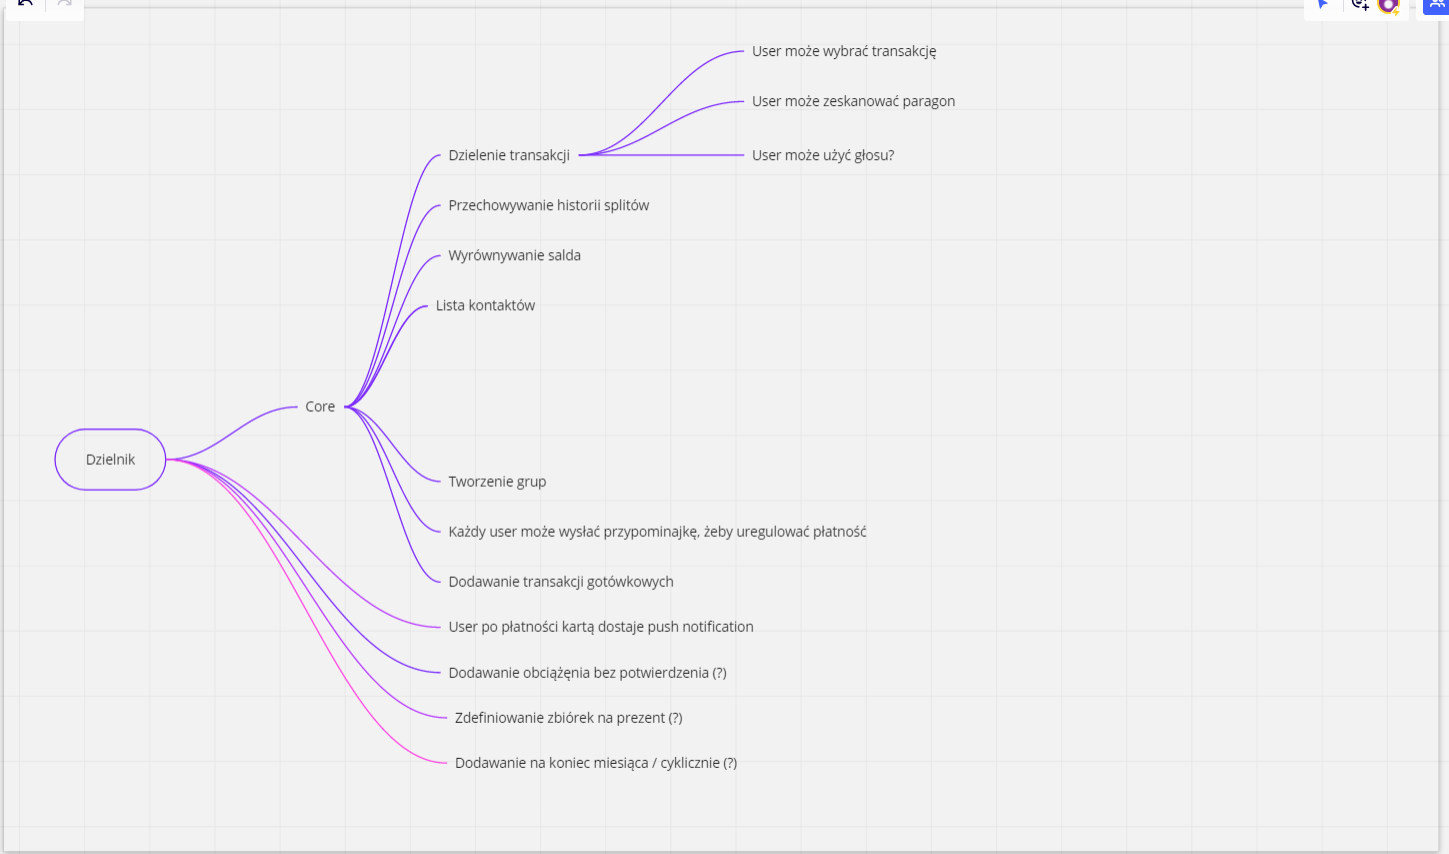 User może wybrać transakcję
User może zeskanować paragon
Dzielenie transakcji
User może użyć głosu?
Przechowywanie historii splitów
Wyrównywanie salda
Lista kontaktów
Core
Dzielnik
Tworzenie grup
Każdy user może wysłać przypominajkę, żeby uregulować płatność
Dodawanie transakcji gotówkowych
User po płatności kartą dostaje push notification
Dodawanie obciążęnia bez potwierdzenia (?)
Zdefiniowanie zbiórek na prezent (?)
Dodawanie na koniec miesiąca / cyklicznie (?)